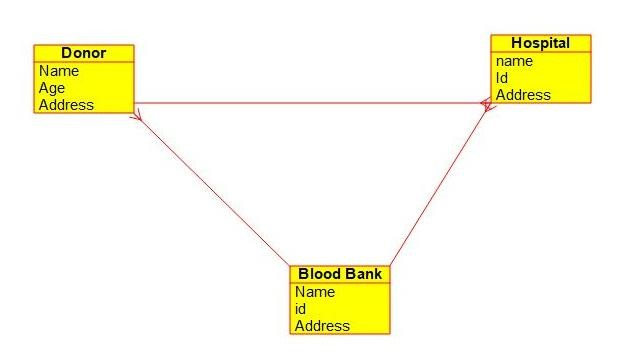 Donor
Name
Age
Address
Hospital
name
Id
Address
Blood Bank
Name
id
Address